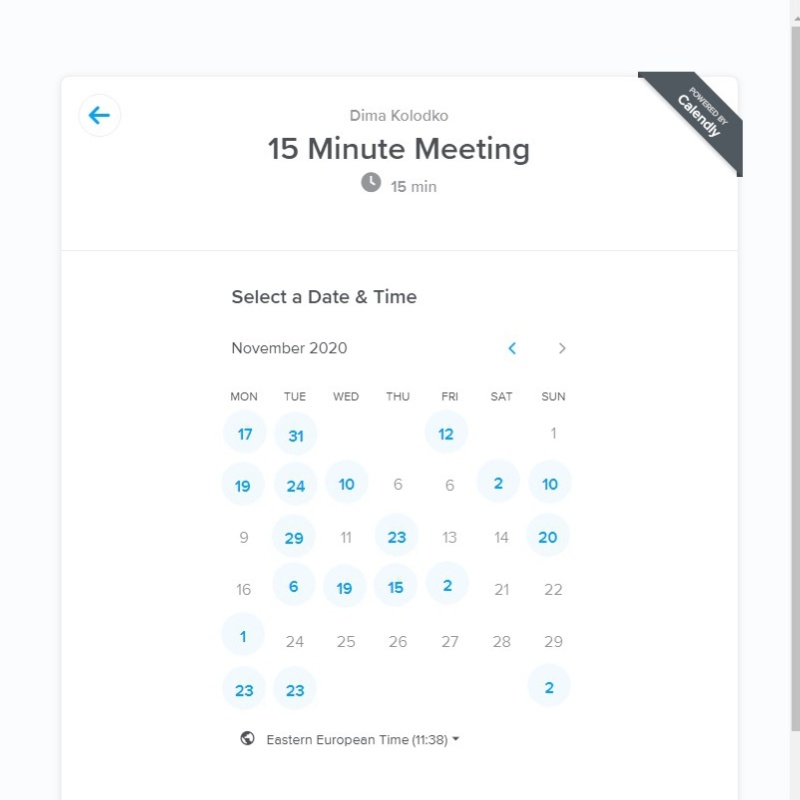 POWERED BY
Calendly
Dima Kolodko
15 Minute Meeting
15 min
Select a Date & Time
November 2020
MON TUE WED THU FRI SAT SUN
17 31 12 1
19 24 10 6 6 2 10
9 29 11 23 13 14 20
16 6 19 15 2 21 22
1 24 25 26 27 28 29
23 23 2
Eastern European Time (11:38)